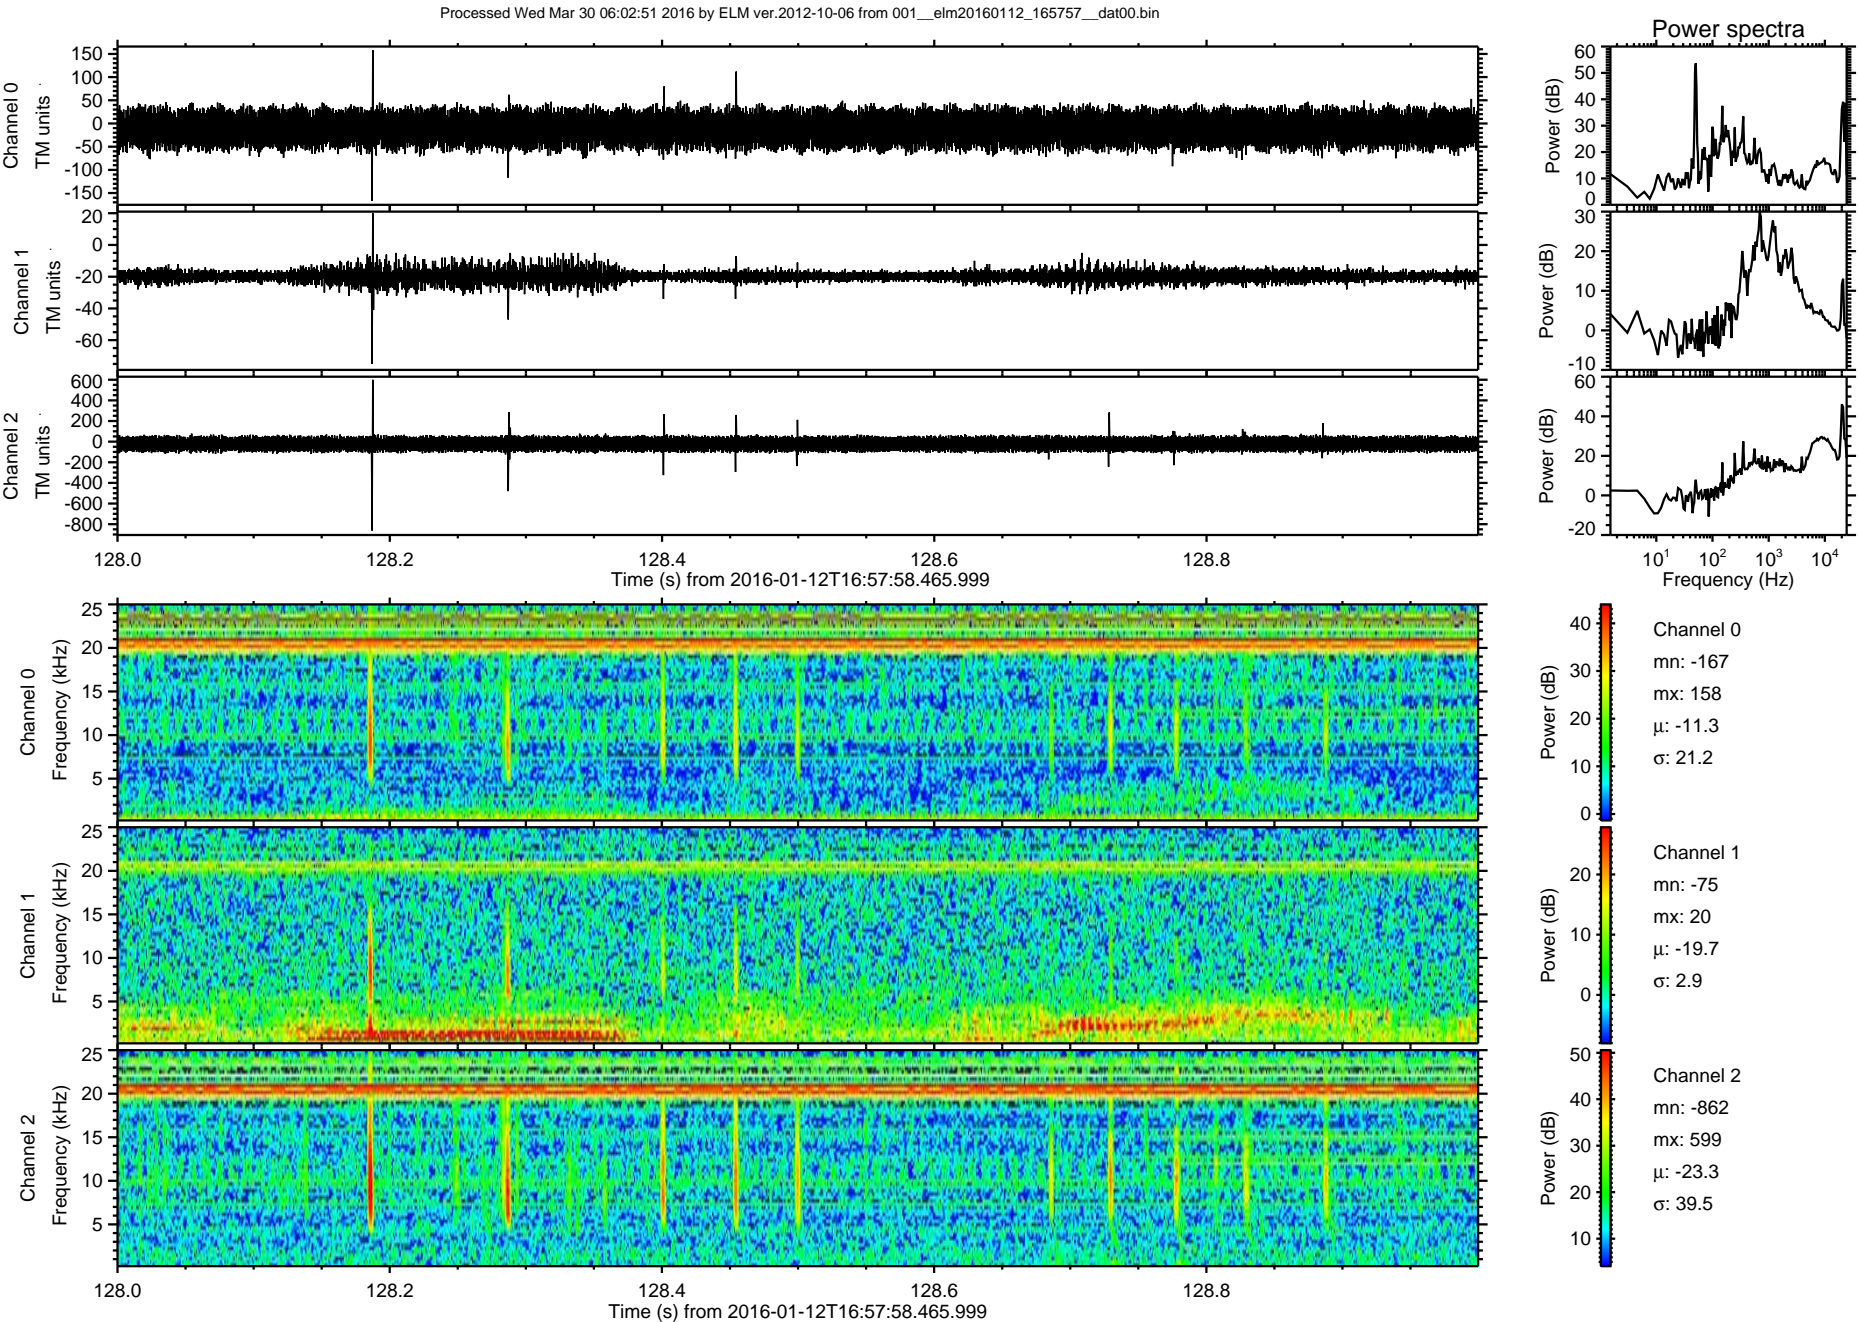 Processed Wed Mar 30 06:02:51 2016 by ELM ver.2012-10-06 from 001__elm20160112_165757__dat00.bin
Power spectra
Channel 0
TM units
150
100
50
0
-50
-100
-150
Power (dB)
60
50
40
30
20
10
0
Channel 1
TM units
20
0
-20
-40
-60
Power (dB)
30
20
10
0
-10
Channel 2
TM units
600
400
200
0
-200
-400
-600
-800
Power (dB)
60
40
20
0
-20
128.0 128.2 128.4 128.6 128.8
Time (s) from 2016-01-12T16:57:58.465.999
10¹ 10² 10³ 10⁴
Frequency (Hz)
Channel 0
Frequency (kHz)
25
20
15
10
5
Power (dB)
40
30
20
10
0
Channel 0
mn: -167
mx: 158
μ: -11.3
σ: 21.2
Channel 1
Frequency (kHz)
25
20
15
10
5
Power (dB)
20
10
0
Channel 1
mn: -75
mx: 20
μ: -19.7
σ: 2.9
Channel 2
Frequency (kHz)
25
20
15
10
5
Power (dB)
50
40
30
20
10
Channel 2
mn: -862
mx: 599
μ: -23.3
σ: 39.5
128.0 128.2 128.4 128.6 128.8
Time (s) from 2016-01-12T16:57:58.465.999